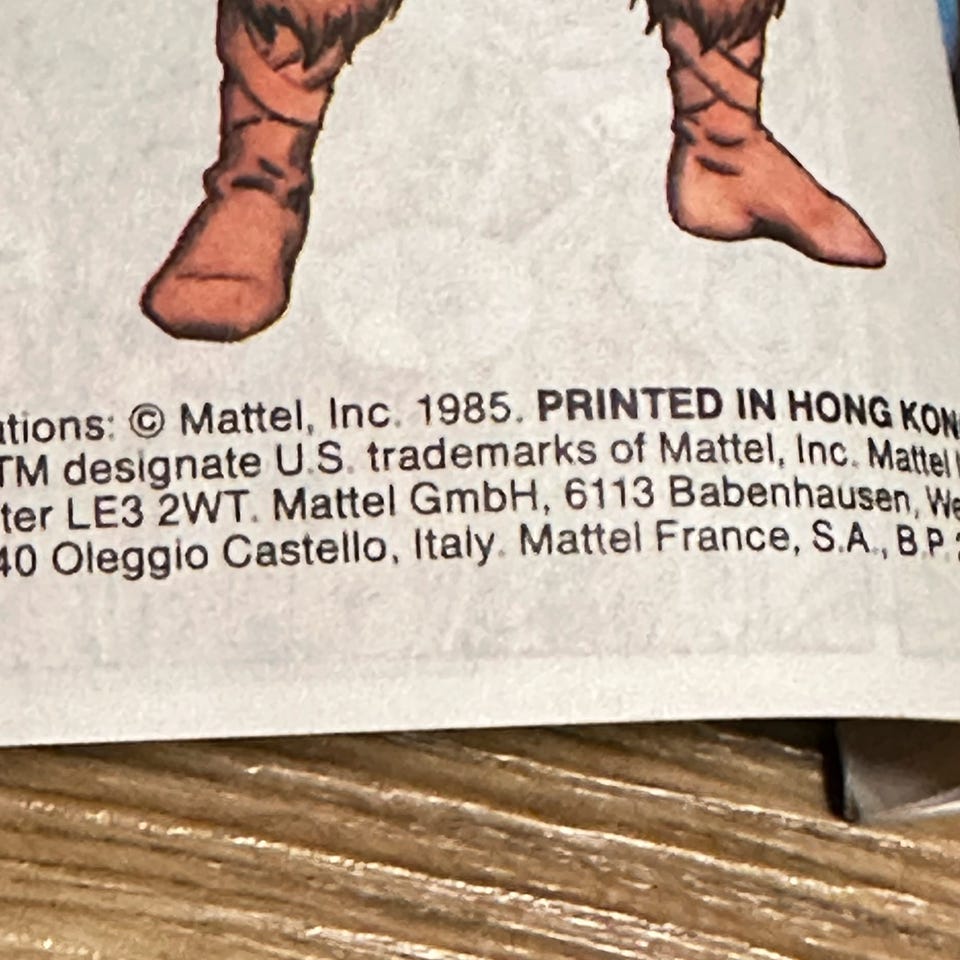 tions: © Mattel, Inc. 1985. PRINTED IN HONG KON
TM designate U.S. trademarks of Mattel, Inc. Mattel
ter LE3 2WT. Mattel GmbH, 6113 Babenhausen, We
40 Oleggio Castello, Italy. Mattel France, S.A., B.P.